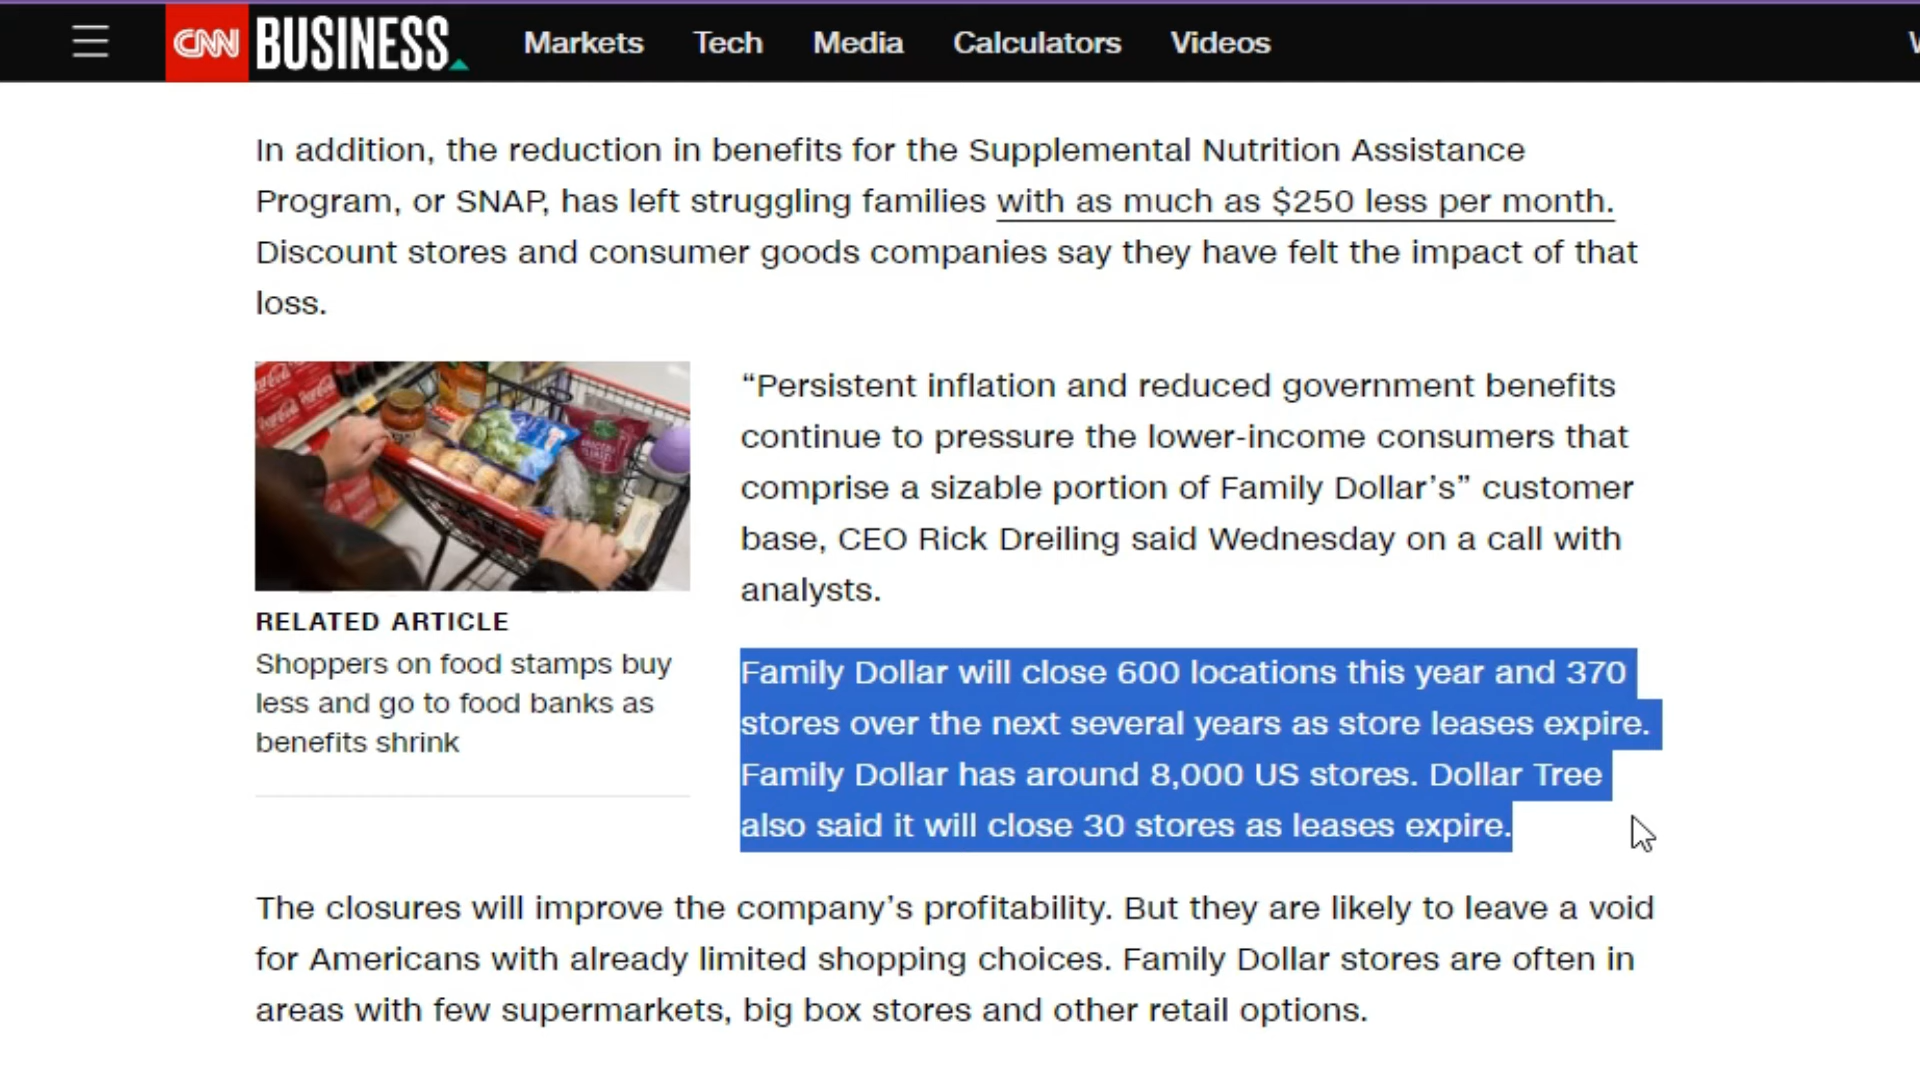 CNN BUSINESS Markets Tech Media Calculators Videos
In addition, the reduction in benefits for the Supplemental Nutrition Assistance
Program, or SNAP, has left struggling families with as much as $250 less per month.
Discount stores and consumer goods companies say they have felt the impact of that
loss.
“Persistent inflation and reduced government benefits
continue to pressure the lower-income consumers that
comprise a sizable portion of Family Dollar’s” customer
base, CEO Rick Dreiling said Wednesday on a call with
analysts.
RELATED ARTICLE
Shoppers on food stamps buy
less and go to food banks as
benefits shrink
Family Dollar will close 600 locations this year and 370
stores over the next several years as store leases expire.
Family Dollar has around 8,000 US stores. Dollar Tree
also said it will close 30 stores as leases expire.
The closures will improve the company’s profitability. But they are likely to leave a void
for Americans with already limited shopping choices. Family Dollar stores are often in
areas with few supermarkets, big box stores and other retail options.